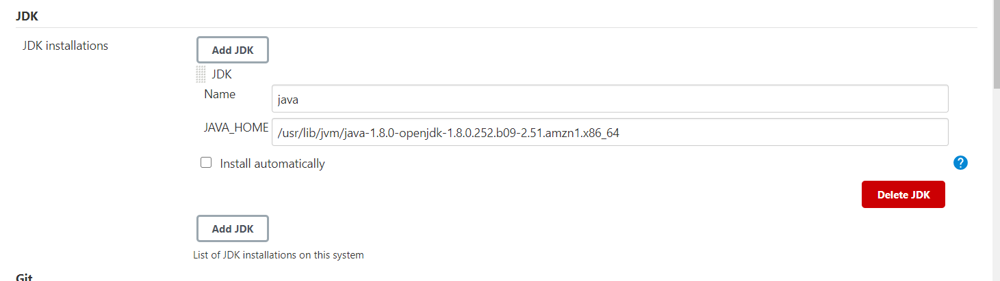 JDK
JDK installations
Add JDK
JDK
Name
java
JAVA_HOME
/usr/lib/jvm/java-1.8.0-openjdk-1.8.0.252.b09-2.51.amzn1.x86_64
Install automatically
?
Delete JDK
Add JDK
List of JDK installations on this system
Git